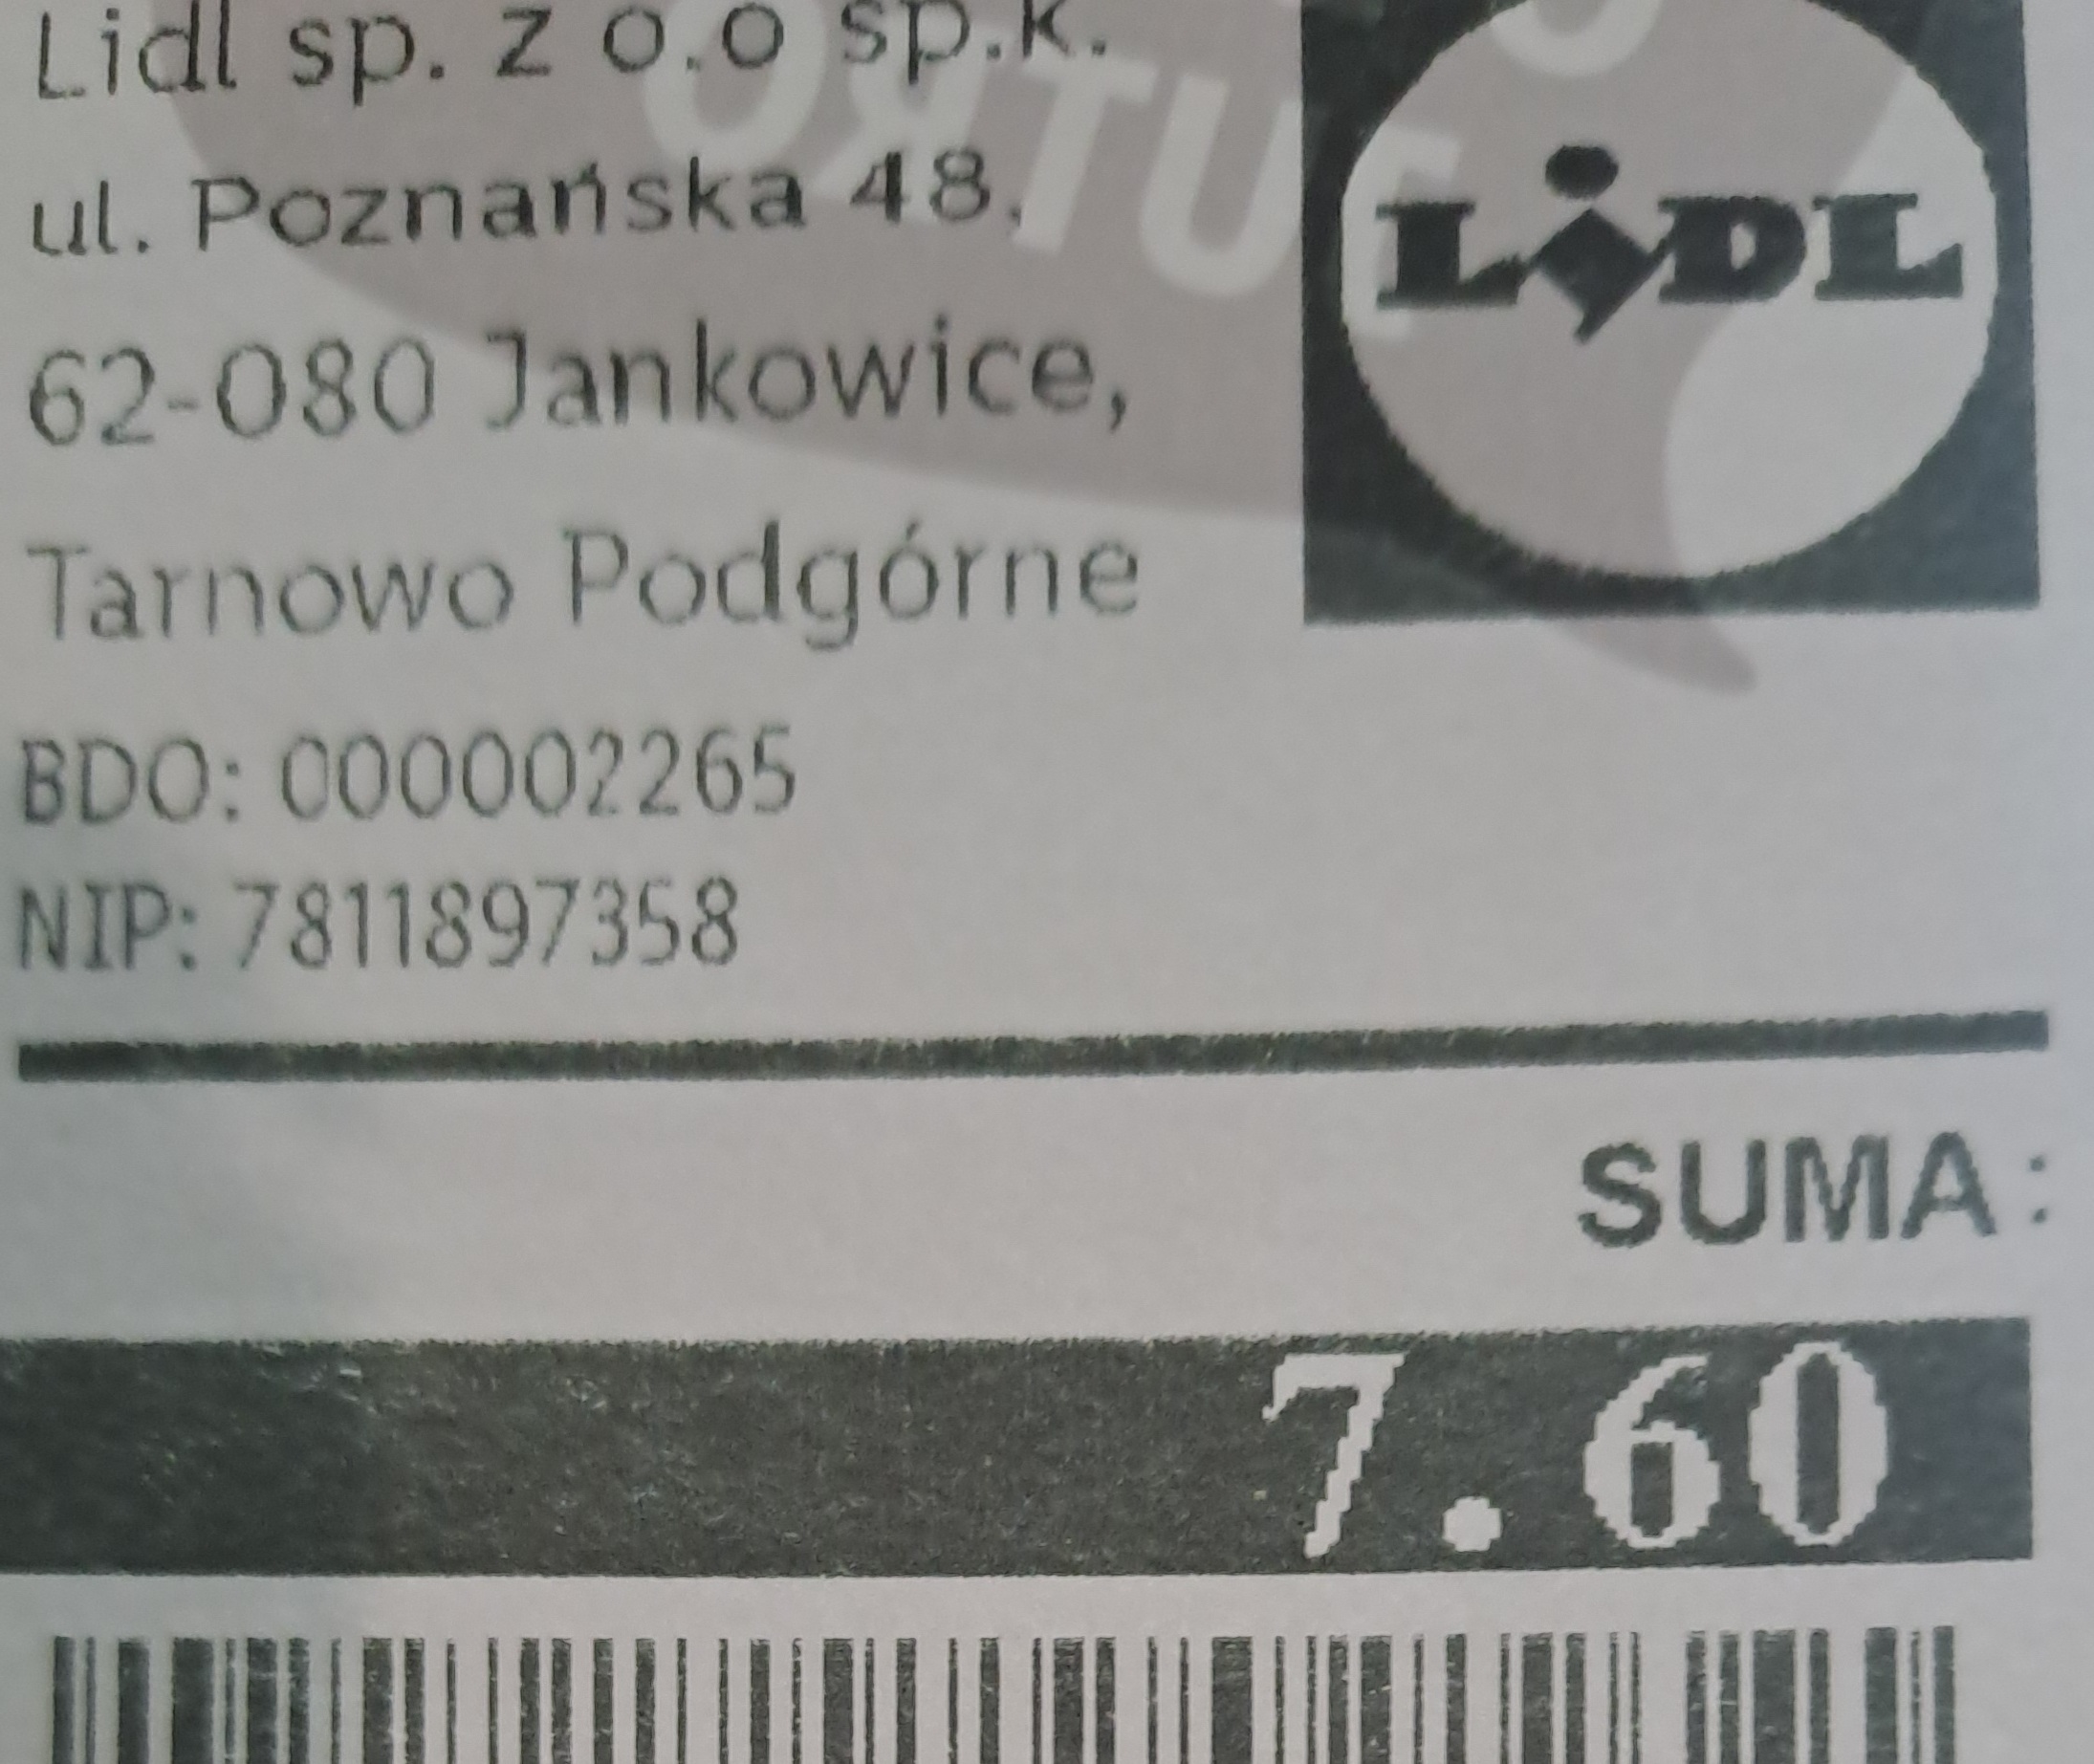 Lidl sp. z o.o sp.k.
ul. Poznańska 48,
62-080 Jankowice,
Tarnowo Podgórne
BDO: 000002265
NIP: 7811897358
LiDL
SUMA:
7.60